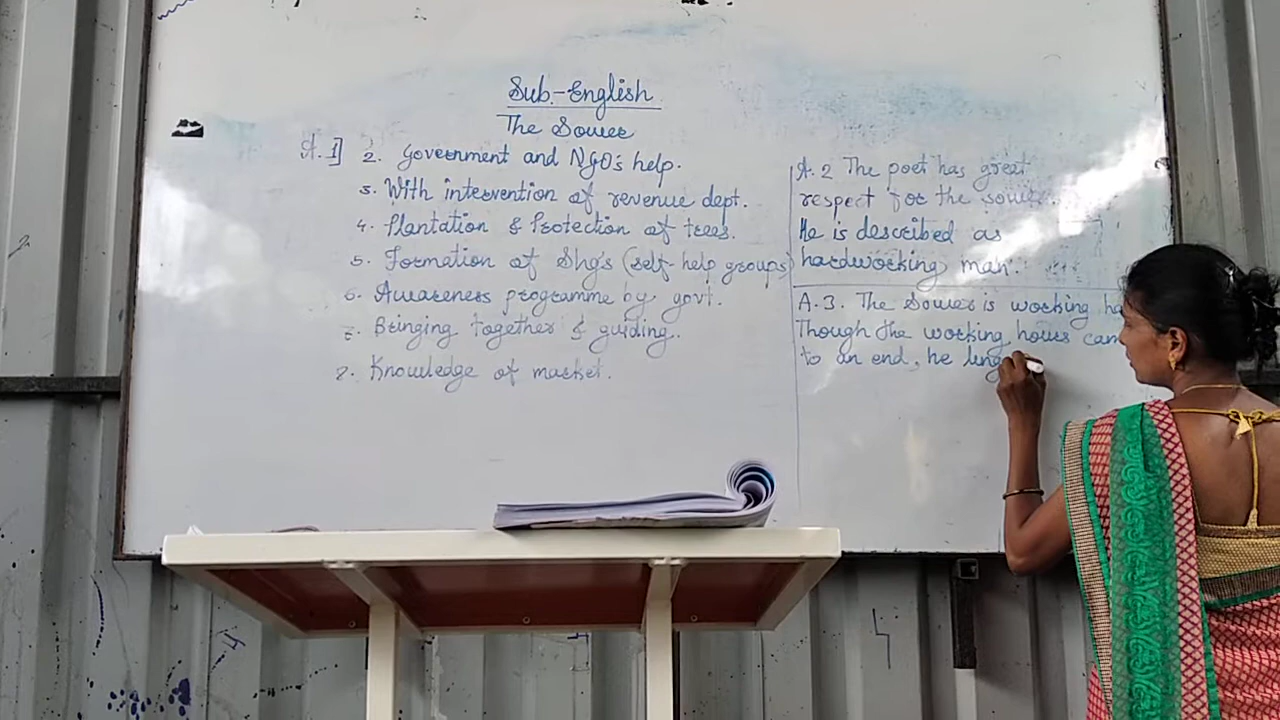 Sub.-English
The Sower
A.1] 2. Government and NGO's help.
3. With intervention of revenue dept.
4. Plantation & Protection of trees.
5. Formation of Shg's (self-help groups)
6. Awareness programme by govt.
7. Bringing together & guiding.
8. Knowledge of market.
A.2 The poet has great
respect for the sower.
He is described as
hardworking man.
A.3. The Sower is working ha
Though the working hours cam
to an end, he ling